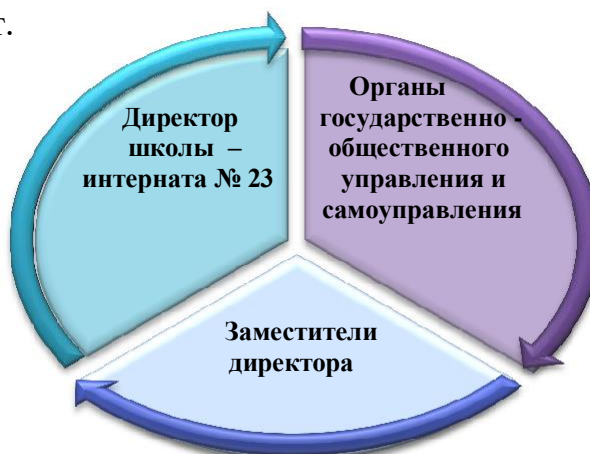 т.
Директор
школы –
интерната № 23
Органы
государственно -
общественного
управления и
самоуправления
Заместители
директора